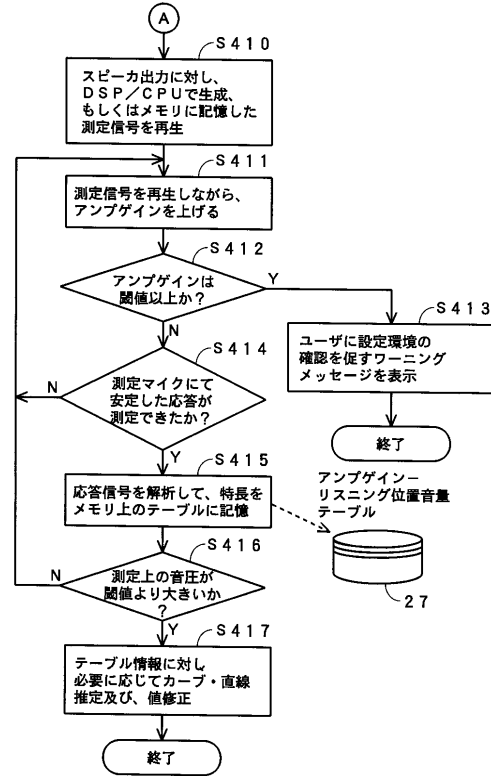 A
S410
スピーカ出力に対し、
DSP/CPUで生成、
もしくはメモリに記憶した
測定信号を再生
S411
測定信号を再生しながら、
アンプゲインを上げる
S412
アンプゲインは
閾値以上か?
Y
N
S413
ユーザに設定環境の
確認を促すワーニング
メッセージを表示
終了
S414
測定マイクにて
安定した応答が
測定できたか?
N
Y
S415
応答信号を解析して、特長を
メモリ上のテーブルに記憶
アンプゲイン−
リスニング位置音量
テーブル
27
S416
測定上の音圧が
閾値より大きいか
?
N
Y
S417
テーブル情報に対し
必要に応じてカーブ・直線
推定及び、値修正
終了